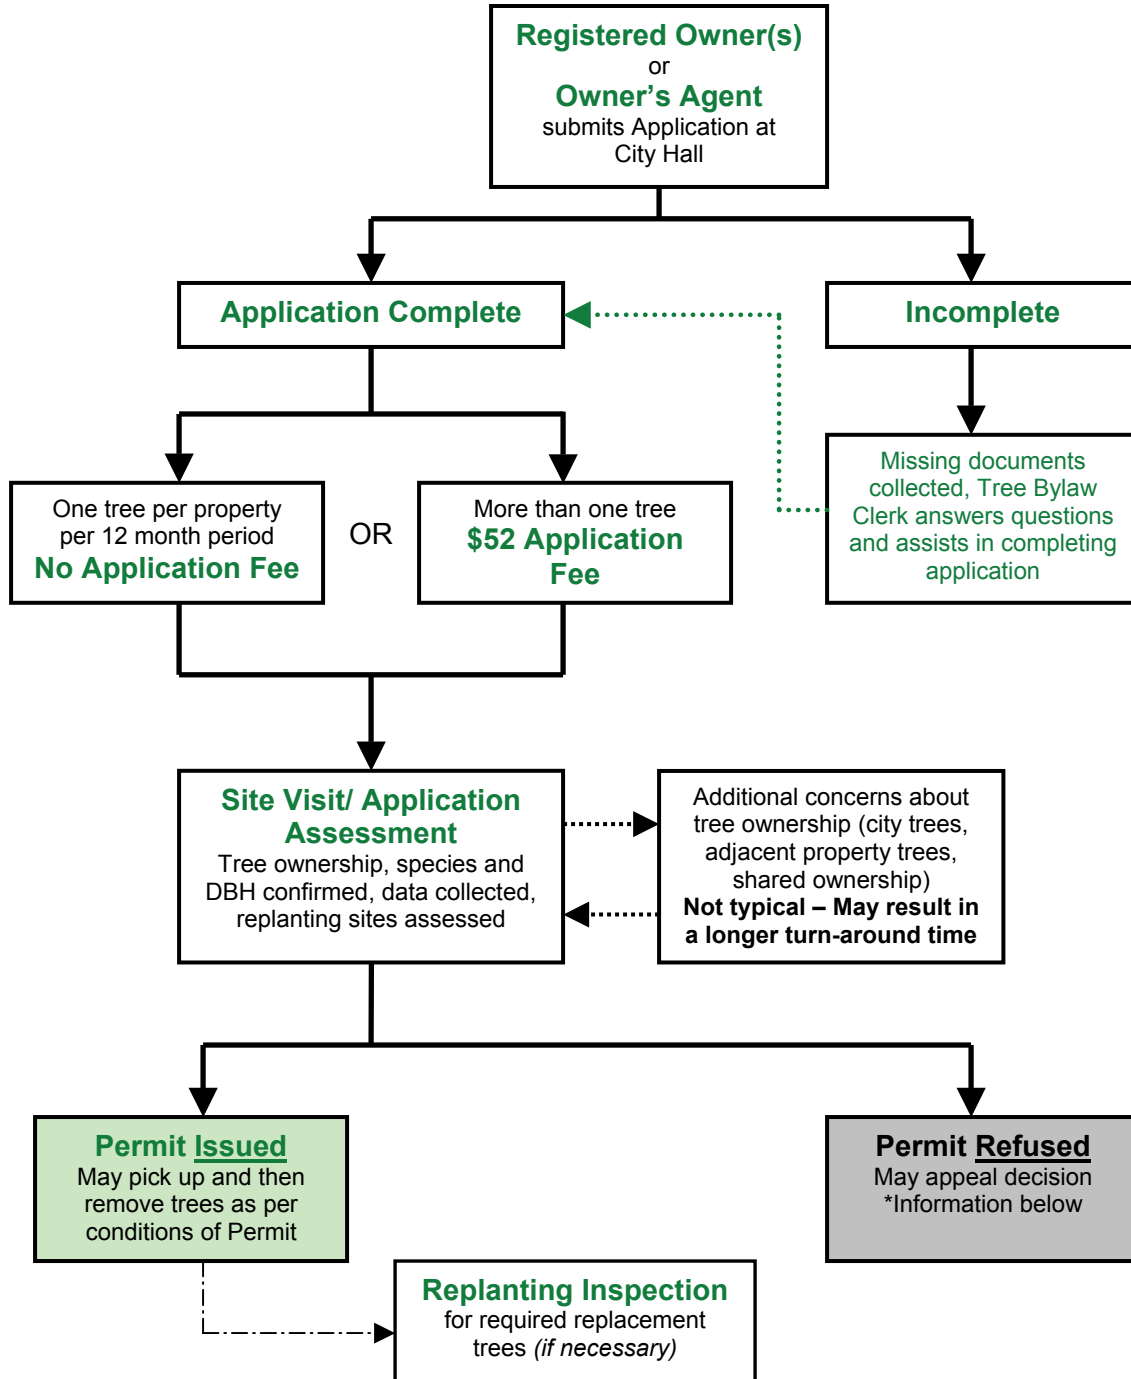 Registered Owner(s)
or
Owner’s Agent
submits Application at
City Hall
Application Complete
Incomplete
Missing documents
collected, Tree Bylaw
Clerk answers questions
and assists in completing
application
One tree per property
per 12 month period
No Application Fee
OR
More than one tree
$52 Application
Fee
Site Visit/ Application
Assessment
Tree ownership, species and
DBH confirmed, data collected,
replanting sites assessed
Additional concerns about
tree ownership (city trees,
adjacent property trees,
shared ownership)
Not typical – May result in
a longer turn-around time
Permit Issued
May pick up and then
remove trees as per
conditions of Permit
Permit Refused
May appeal decision
*Information below
Replanting Inspection
for required replacement
trees (if necessary)